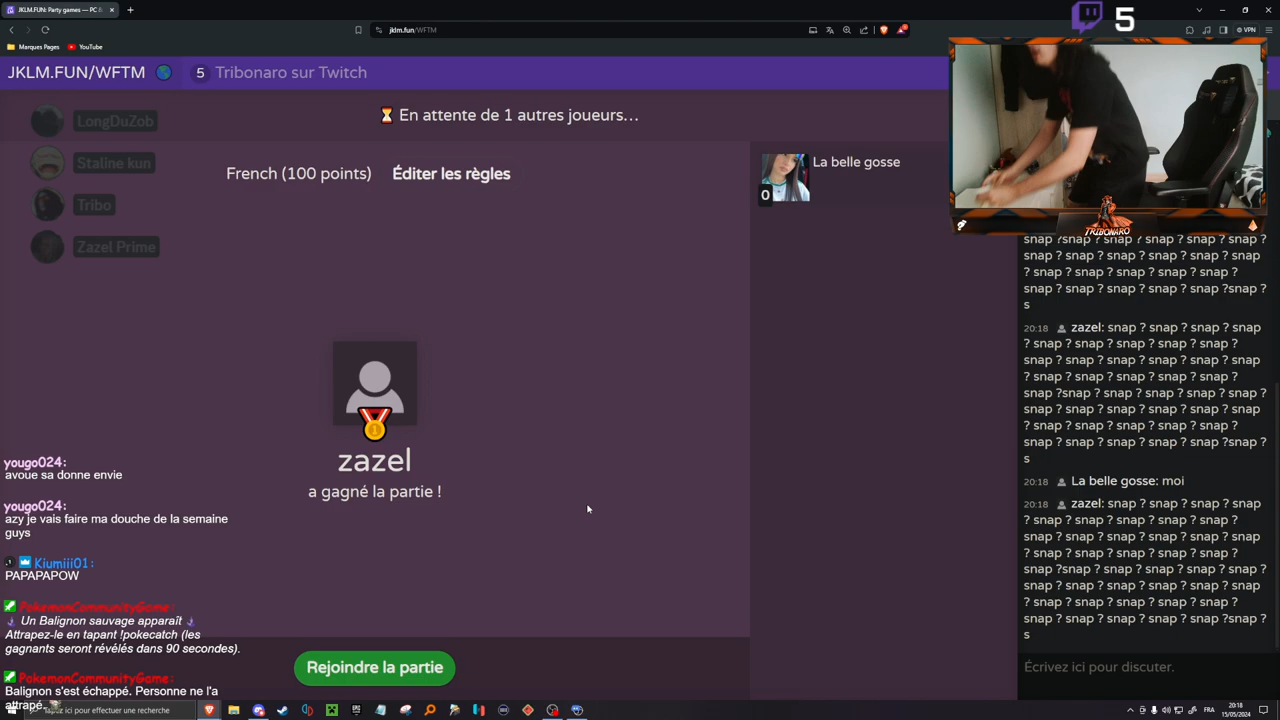 JKLM.FUN: Party games — PC B
jklm.fun/WFTM
VPN
Marques Pages
YouTube
5
JKLM.FUN/WFTM
5 Tribonaro sur Twitch
LongDuZob
Staline kun
Tribo
Zazel Prime
En attente de 1 autres joueurs…
French (100 points) Éditer les règles
La belle gosse
0
TRIBONARO
zazel
a gagné la partie !
yougo024:
avoue sa donne envie
yougo024:
azy je vais faire ma douche de la semaine
guys
Kiumiii01:
PAPAPAPOW
PokemonCommunityGame:
Un Balignon sauvage apparaît
Attrapez-le en tapant !pokecatch (les
gagnants seront révélés dans 90 secondes).
PokemonCommunityGame:
Balignon s'est échappé. Personne ne l'a
attrapé.
Rejoindre la partie
snap ?snap ? snap ? snap ? snap ?
snap ? snap ? snap ? snap ? snap
? snap ? snap ? snap ? snap ?
snap ? snap ? snap ? snap ?snap ?
s
20:18 zazel: snap ? snap ? snap ? snap
? snap ? snap ? snap ? snap ?
snap ? snap ? snap ? snap ? snap
? snap ? snap ? snap ? snap ?
snap ?snap ? snap ? snap ? snap ?
snap ? snap ? snap ? snap ? snap
? snap ? snap ? snap ? snap ?
snap ? snap ? snap ? snap ?snap ?
s
20:18 La belle gosse: moi
20:18 zazel: snap ? snap ? snap ? snap
? snap ? snap ? snap ? snap ?
snap ? snap ? snap ? snap ? snap
? snap ? snap ? snap ? snap ?
snap ?snap ? snap ? snap ? snap ?
snap ? snap ? snap ? snap ? snap
? snap ? snap ? snap ? snap ?
snap ? snap ? snap ? snap ?snap ?
s
Écrivez ici pour discuter.
apez ici pour effectuer une recherche
FRA
20:18
15/05/2024